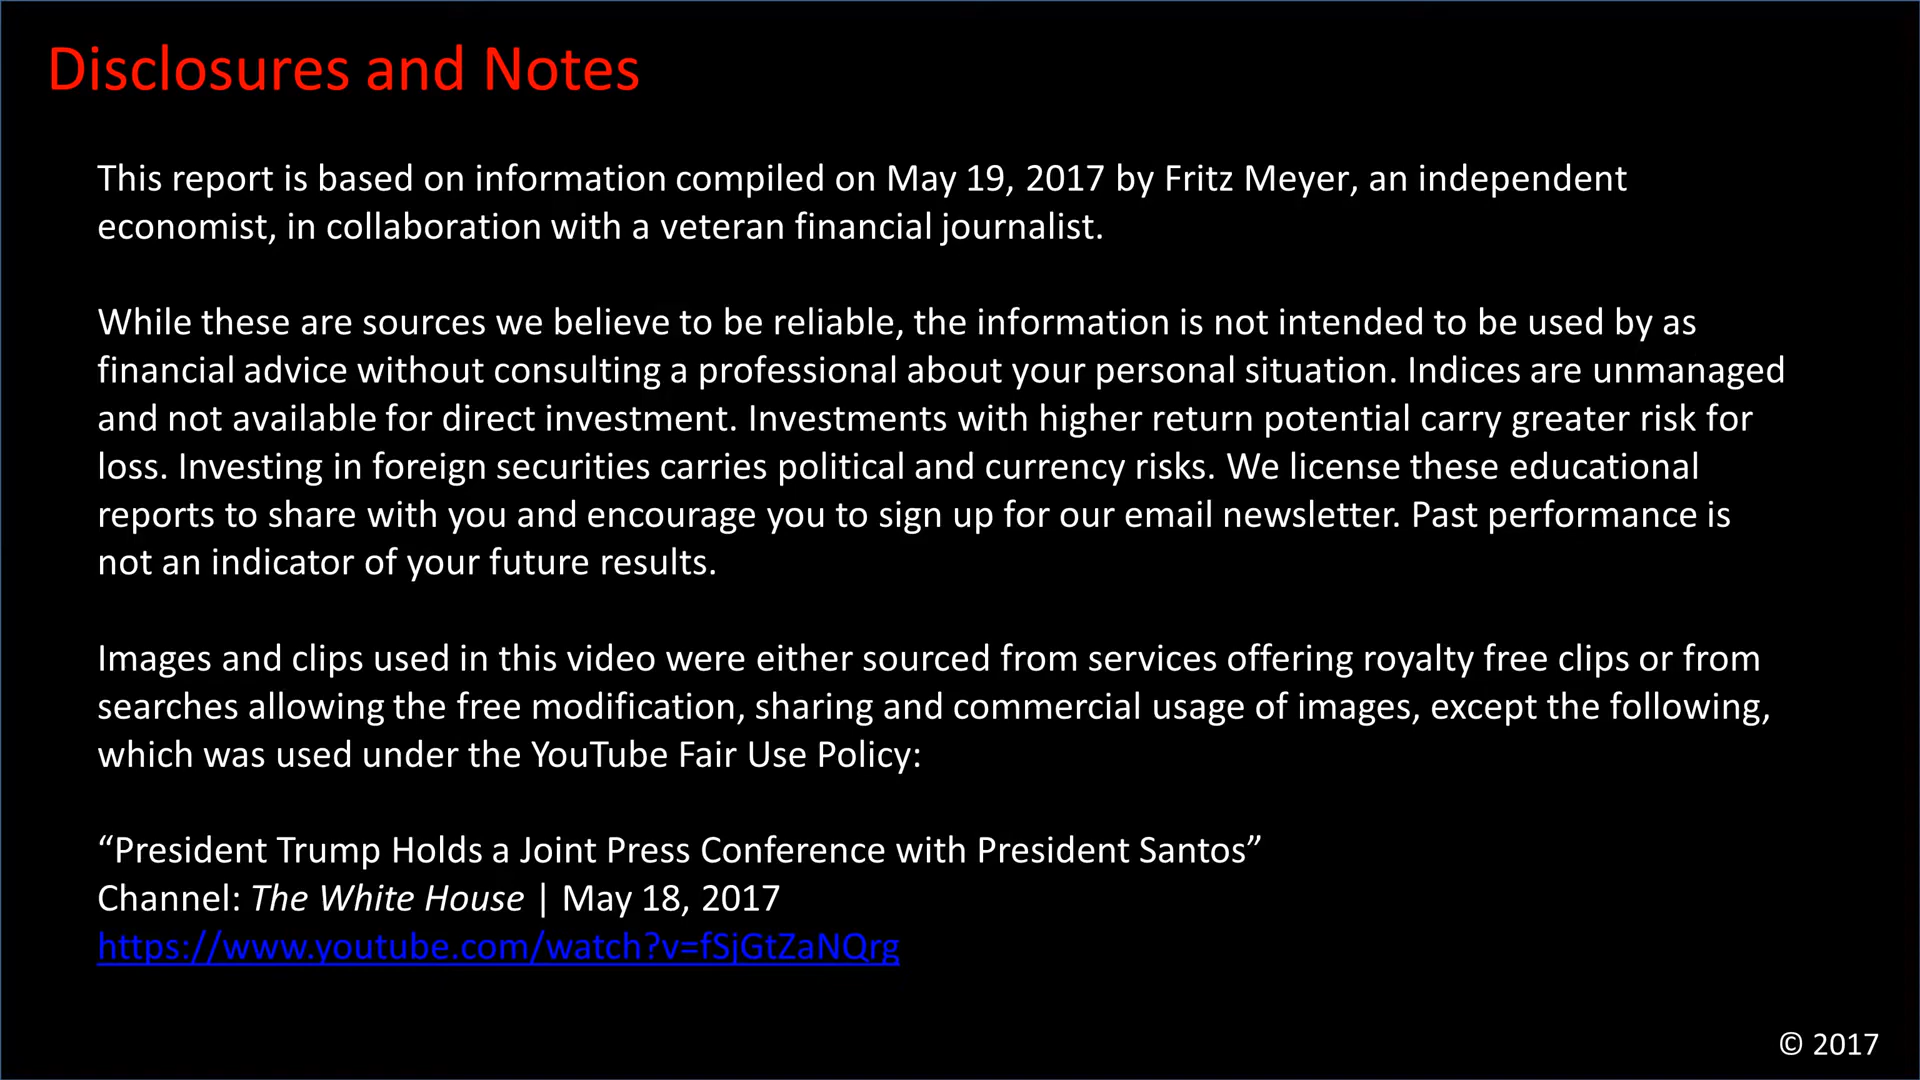 Disclosures and Notes
This report is based on information compiled on May 19, 2017 by Fritz Meyer, an independent
economist, in collaboration with a veteran financial journalist.
While these are sources we believe to be reliable, the information is not intended to be used by as
financial advice without consulting a professional about your personal situation. Indices are unmanaged
and not available for direct investment. Investments with higher return potential carry greater risk for
loss. Investing in foreign securities carries political and currency risks. We license these educational
reports to share with you and encourage you to sign up for our email newsletter. Past performance is
not an indicator of your future results.
Images and clips used in this video were either sourced from services offering royalty free clips or from
searches allowing the free modification, sharing and commercial usage of images, except the following,
which was used under the YouTube Fair Use Policy:
“President Trump Holds a Joint Press Conference with President Santos”
Channel: The White House | May 18, 2017
https://www.youtube.com/watch?v=fSjGtZaNQrg
© 2017